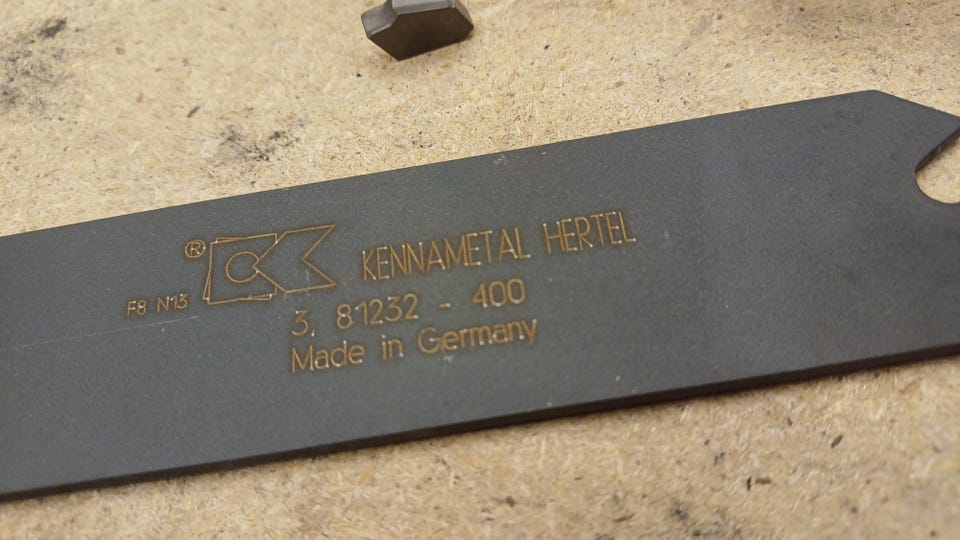 ® KENNAMETAL HERTEL
F8 N13
3, 81232 - 400
Made in Germany